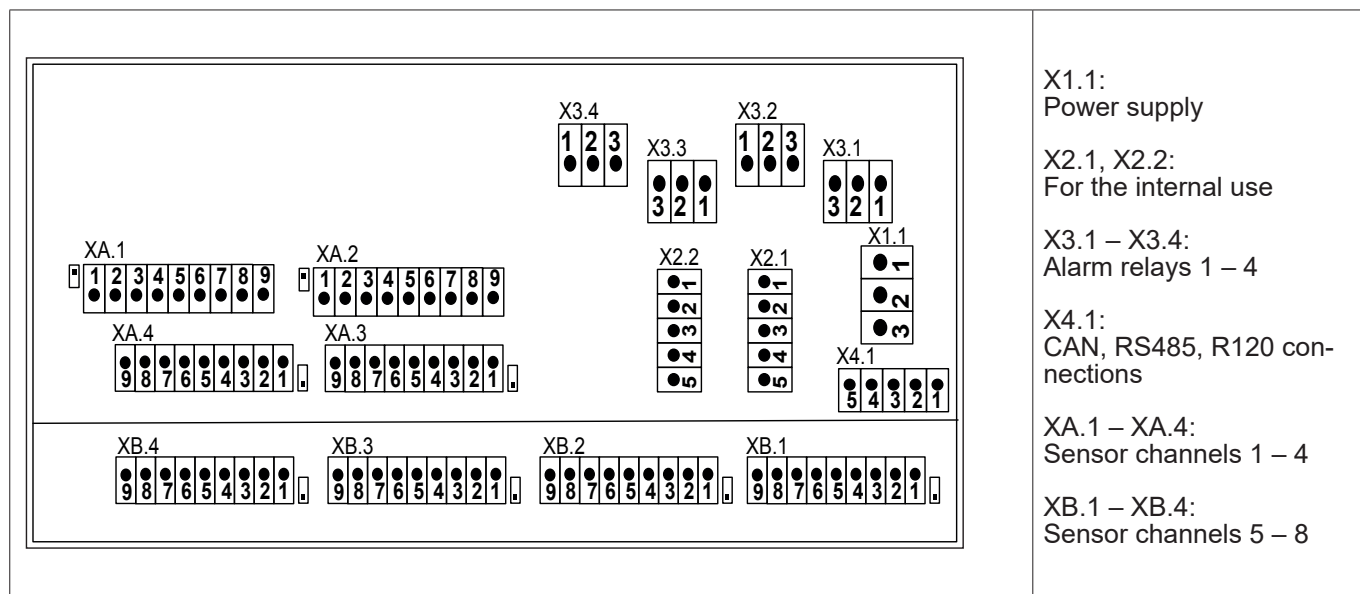 X3.4
1 2 3
X3.3
3 2 1
X3.2
1 2 3
X3.1
3 2 1
XA.1
1 2 3 4 5 6 7 8 9
XA.2
1 2 3 4 5 6 7 8 9
X2.2
1
2
3
4
5
X2.1
1
2
3
4
5
X1.1
1
2
3
XA.4
9 8 7 6 5 4 3 2 1
XA.3
9 8 7 6 5 4 3 2 1
X4.1
5 4 3 2 1
XB.4
9 8 7 6 5 4 3 2 1
XB.3
9 8 7 6 5 4 3 2 1
XB.2
9 8 7 6 5 4 3 2 1
XB.1
9 8 7 6 5 4 3 2 1
X1.1:
Power supply
X2.1, X2.2:
For the internal use
X3.1 – X3.4:
Alarm relays 1 – 4
X4.1:
CAN, RS485, R120 con-
nections
XA.1 – XA.4:
Sensor channels 1 – 4
XB.1 – XB.4:
Sensor channels 5 – 8